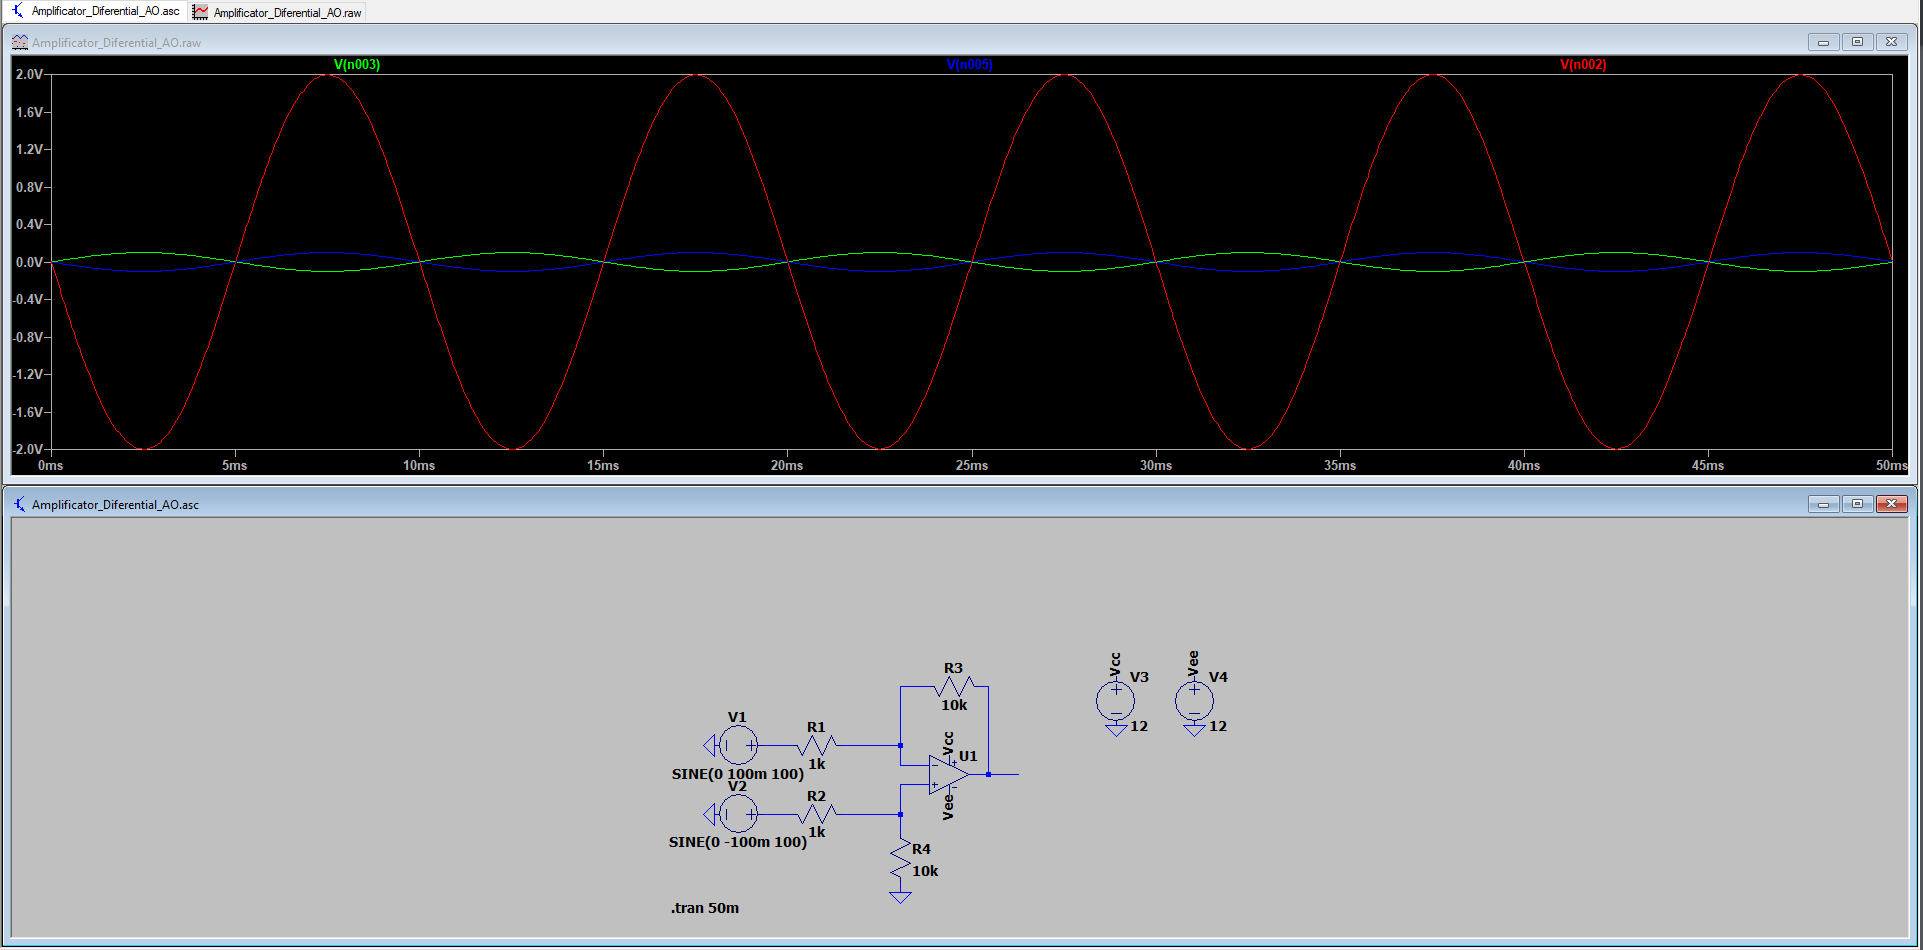 Amplificator_Diferential_AO.asc Amplificator_Diferential_AO.raw
Amplificator_Diferential_AO.raw
V(n003) V(n005) V(n002)
2.0V
1.6V
1.2V
0.8V
0.4V
0.0V
-0.4V
-0.8V
-1.2V
-1.6V
-2.0V
0ms 5ms 10ms 15ms 20ms 25ms 30ms 35ms 40ms 45ms 50ms
Amplificator_Diferential_AO.asc
R3
10k
V1
R1
1k
SINE(0 100m 100)
Vcc
U1
Vee
V2
R2
1k
SINE(0 -100m 100)
R4
10k
Vcc
V3
12
Vee
V4
12
.tran 50m